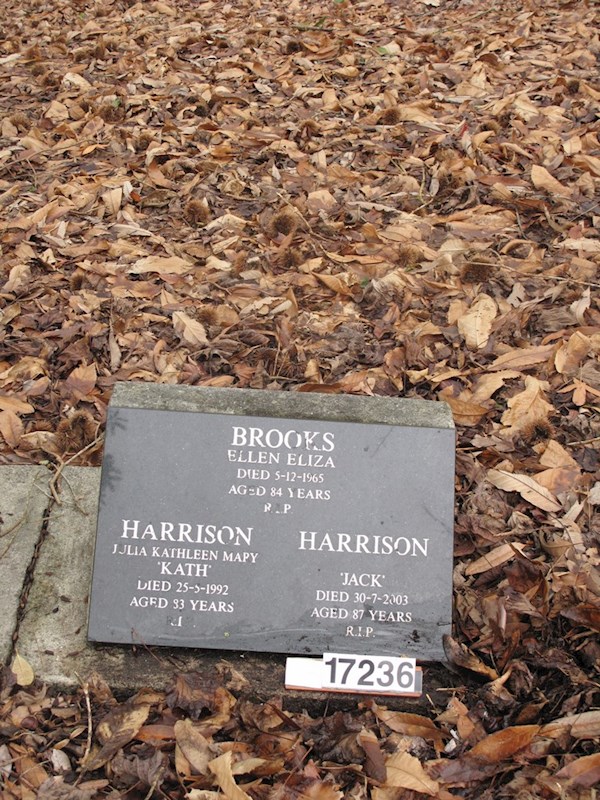 BROOKS
ELLEN ELIZA
DIED 5-12-1965
AGED 84 YEARS
R.I.P.
HARRISON
JULIA KATHLEEN MARY
'KATH'
DIED 25-5-1992
AGED 83 YEARS
HARRISON
'JACK'
DIED 30-7-2003
AGED 87 YEARS
R.I.P.
17236